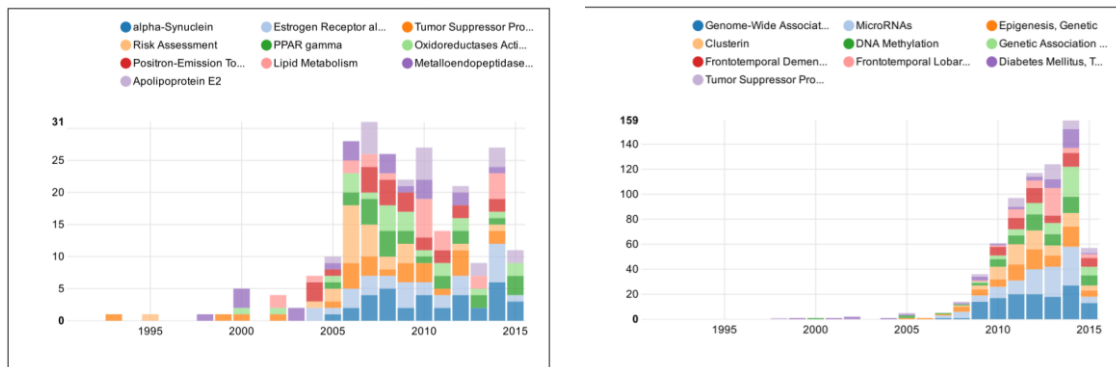 alpha-Synuclein
Estrogen Receptor al...
Tumor Suppressor Pro...
Risk Assessment
PPAR gamma
Oxidoreductases Acti...
Positron-Emission To...
Lipid Metabolism
Metalloendopeptidase...
Apolipoprotein E2
31
25
20
15
10
5
0
1995
2000
2005
2010
2015
Genome-Wide Associat...
MicroRNAs
Epigenesis, Genetic
Clusterin
DNA Methylation
Genetic Association ...
Frontotemporal Demen...
Frontotemporal Lobar...
Diabetes Mellitus, T...
Tumor Suppressor Pro...
159
140
120
100
80
60
40
20
0
1995
2000
2005
2010
2015